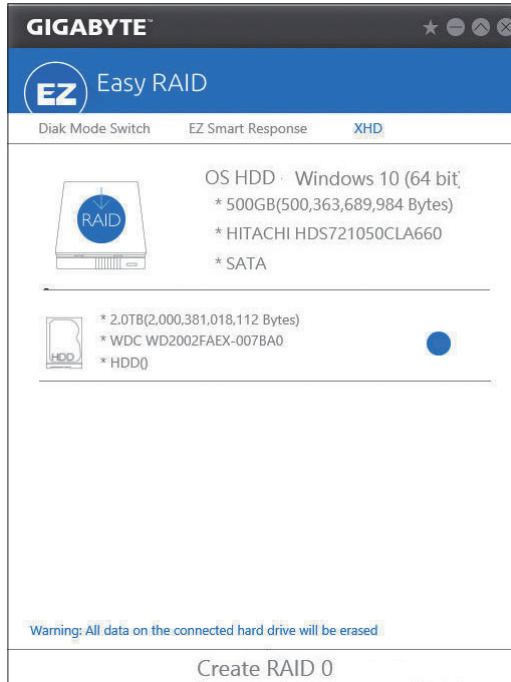 GIGABYTE™
EZ Easy RAID
Diak Mode Switch EZ Smart Response XHD
RAID
OS HDD · Windows 10 (64 bit)
* 500GB(500,363,689,984 Bytes)
* HITACHI HDS721050CLA660
* SATA
HDD
* 2.0TB(2,000,381,018,112 Bytes)
* WDC WD2002FAEX-007BA0
* HDD()
Warning: All data on the connected hard drive will be erased
Create RAID 0